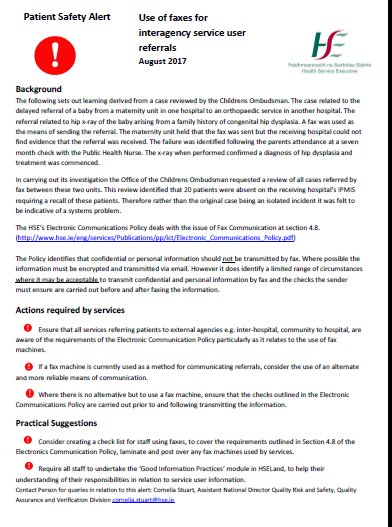 Patient Safety Alert
Use of faxes for
interagency service user
referrals
August 2017
Feidhmeannacht na Seirbhíse Sláinte
Health Service Executive
Background
The following sets out learning derived from a case reviewed by the Childrens Ombudsman. The case related to the
delayed referral of a baby from a maternity unit in one hospital to an orthopaedic service in another hospital. The
referral related to hip x-ray of the baby arising from a family history of congenital hip dysplasia. A fax was used as
the means of sending the referral. The maternity unit held that the fax was sent but the receiving hospital could not
find evidence that the referral was received. The failure was identified following the parents attendance at a seven
month check with the Public Health Nurse. The x-ray when performed confirmed a diagnosis of hip dysplasia and
treatment was commenced.
In carrying out its investigation the Office of the Childrens Ombudsman requested a review of all cases referred by
fax between these two units. This review identified that 20 patients were absent on the receiving hospital's IPMIS
requiring a recall of these patients. Therefore rather than the original case being an isolated incident it was felt to
be indicative of a systems problem.
The HSE's Electronic Communications Policy deals with the issue of Fax Communication at section 4.8.
(http://www.hse.ie/eng/services/Publications/pp/ict/Electronic_Communications_Policy.pdf)
The Policy identifies that confidential or personal information should not be transmitted by fax. Where possible the
information must be encrypted and transmitted via email. However it does identify a limited range of circumstances
where it may be acceptable to transmit confidential and personal information by fax and the checks the sender
must ensure are carried out before and after faxing the information.
Actions required by services
Ensure that all services referring patients to external agencies e.g. inter-hospital, community to hospital, are
aware of the requirements of the Electronic Communication Policy particularly as it relates to the use of fax
machines.
If a fax machine is currently used as a method for communicating referrals, consider the use of an alternate
and more reliable means of communication.
Where there is no alternative but to use a fax machine, ensure that the checks outlined in the Electronic
Communications Policy are carried out prior to and following transmitting the information.
Practical Suggestions
Consider creating a check list for staff using faxes, to cover the requirements outlined in Section 4.8 of the
Electronics Communication Policy, laminate and post over any fax machines used by services.
Require all staff to undertake the 'Good Information Practices' module in HSELand, to help their
understanding of their responsibilities in relation to service user information.
Contact Person for queries in relation to this alert: Cornelia Stuart, Assistant National Director Quality Risk and Safety, Quality
Assurance and Verification Division cornelia.stuart@hse.ie